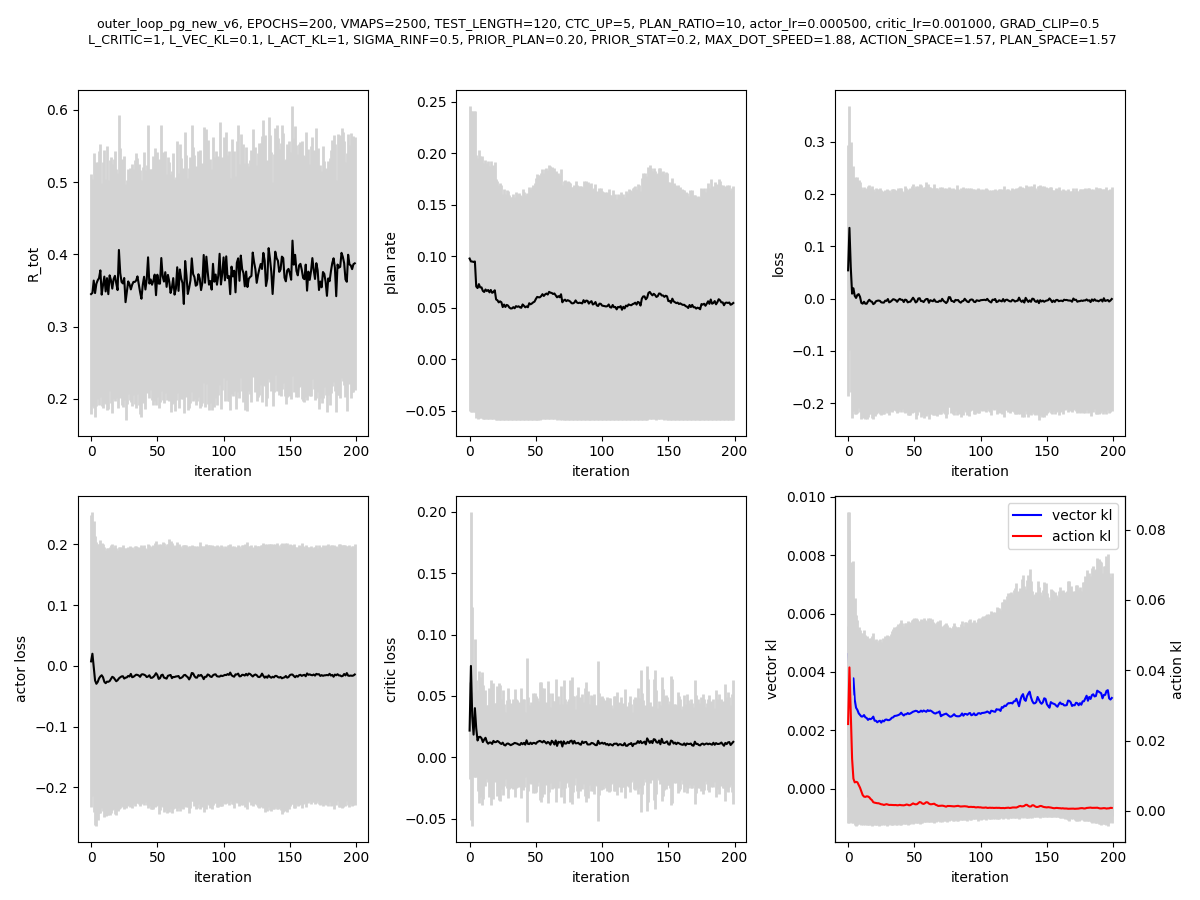 outer_loop_pg_new_v6, EPOCHS=200, VMAPS=2500, TEST_LENGTH=120, CTC_UP=5, PLAN_RATIO=10, actor_lr=0.000500, critic_lr=0.001000, GRAD_CLIP=0.5
L_CRITIC=1, L_VEC_KL=0.1, L_ACT_KL=1, SIGMA_RINF=0.5, PRIOR_PLAN=0.20, PRIOR_STAT=0.2, MAX_DOT_SPEED=1.88, ACTION_SPACE=1.57, PLAN_SPACE=1.57
R_tot
0.6
0.5
0.4
0.3
0.2
0 50 100 150 200
iteration
plan rate
0.25
0.20
0.15
0.10
0.05
0.00
−0.05
0 50 100 150 200
iteration
loss
0.3
0.2
0.1
0.0
−0.1
−0.2
0 50 100 150 200
iteration
actor loss
0.2
0.1
0.0
−0.1
−0.2
0 50 100 150 200
iteration
critic loss
0.20
0.15
0.10
0.05
0.00
−0.05
0 50 100 150 200
iteration
vector kl
0.010
0.008
0.006
0.004
0.002
0.000
vector kl
action kl
0.08
0.06
0.04
0.02
0.00
action kl
0 50 100 150 200
iteration